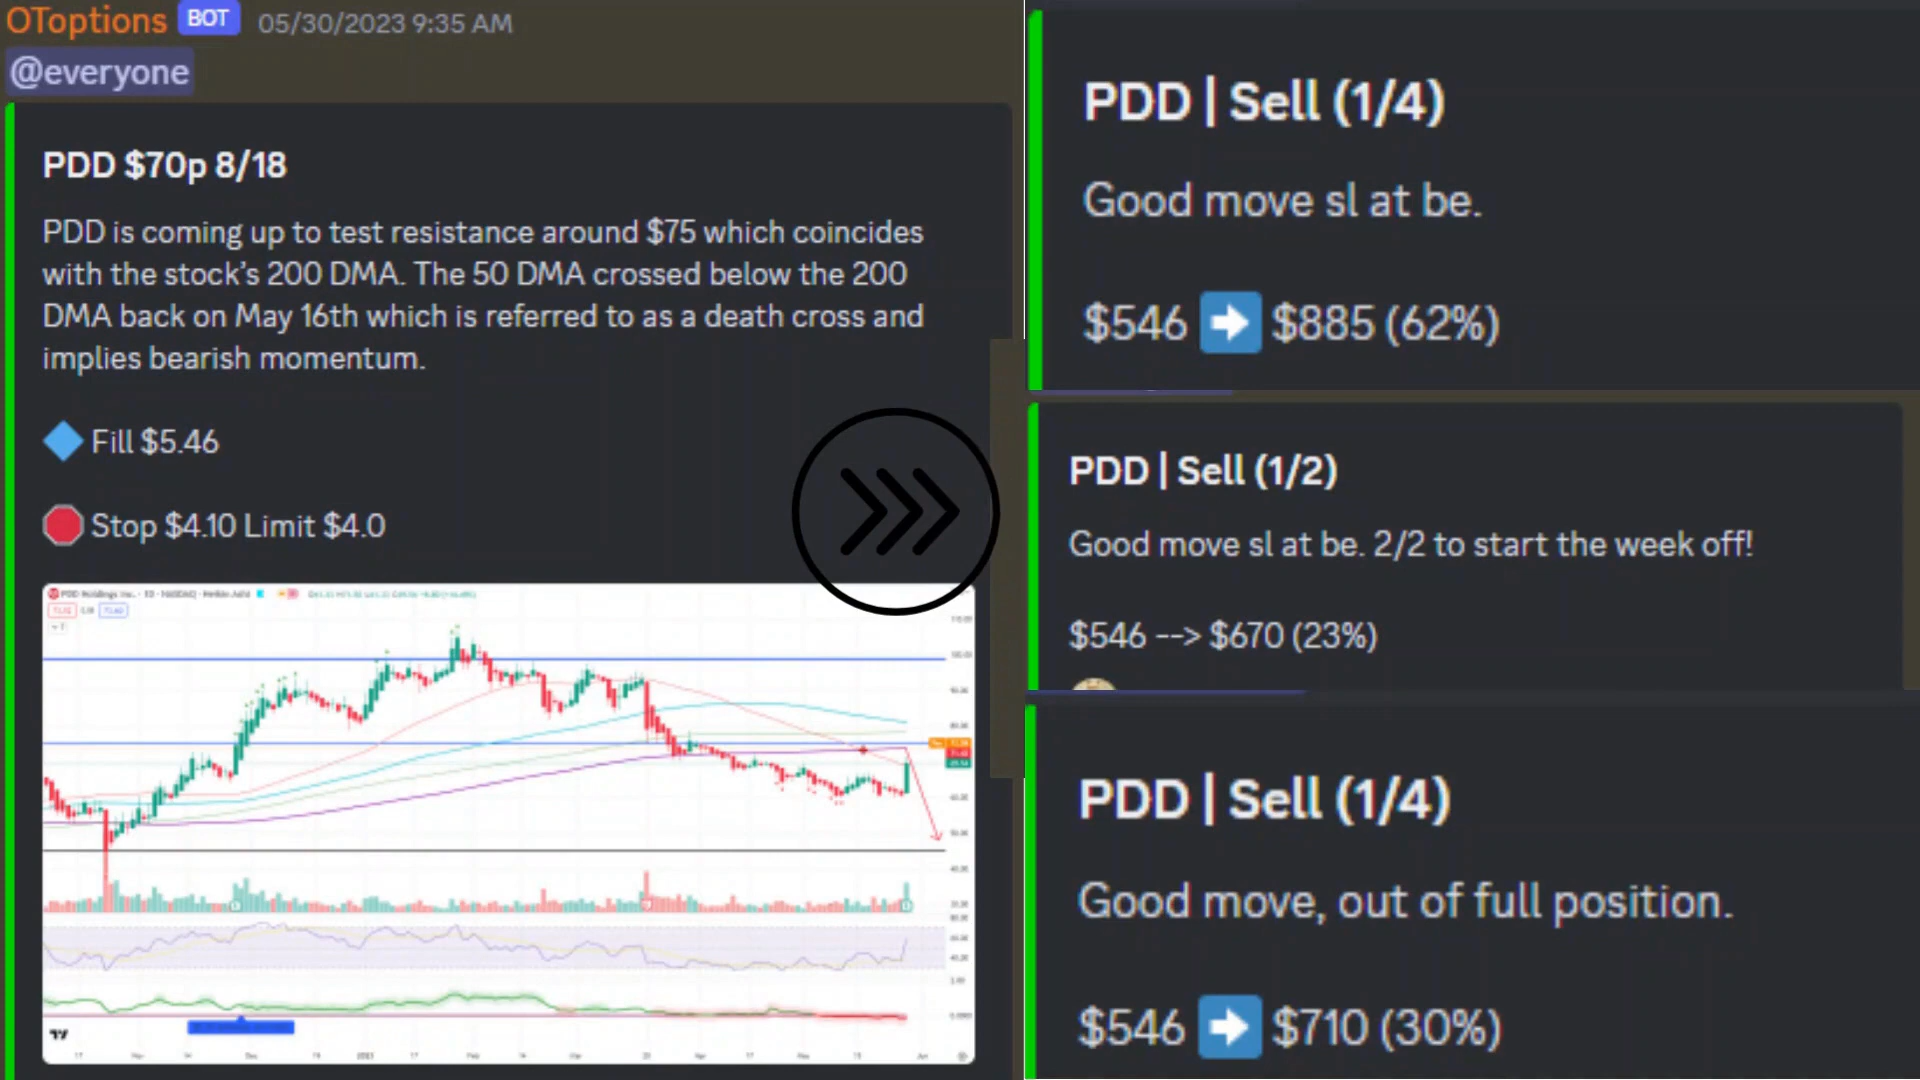 OToptions BOT 05/30/2023 9:35 AM
@everyone
PDD $70p 8/18
PDD is coming up to test resistance around $75 which coincides
with the stock’s 200 DMA. The 50 DMA crossed below the 200
DMA back on May 16th which is referred to as a death cross and
implies bearish momentum.
Fill $5.46
Stop $4.10 Limit $4.0
PDD Holdings Inc.
PDD | Sell (1/4)
Good move sl at be.
$546 ➡ $885 (62%)
PDD | Sell (1/2)
Good move sl at be. 2/2 to start the week off!
$546 --> $670 (23%)
PDD | Sell (1/4)
Good move, out of full position.
$546 ➡ $710 (30%)